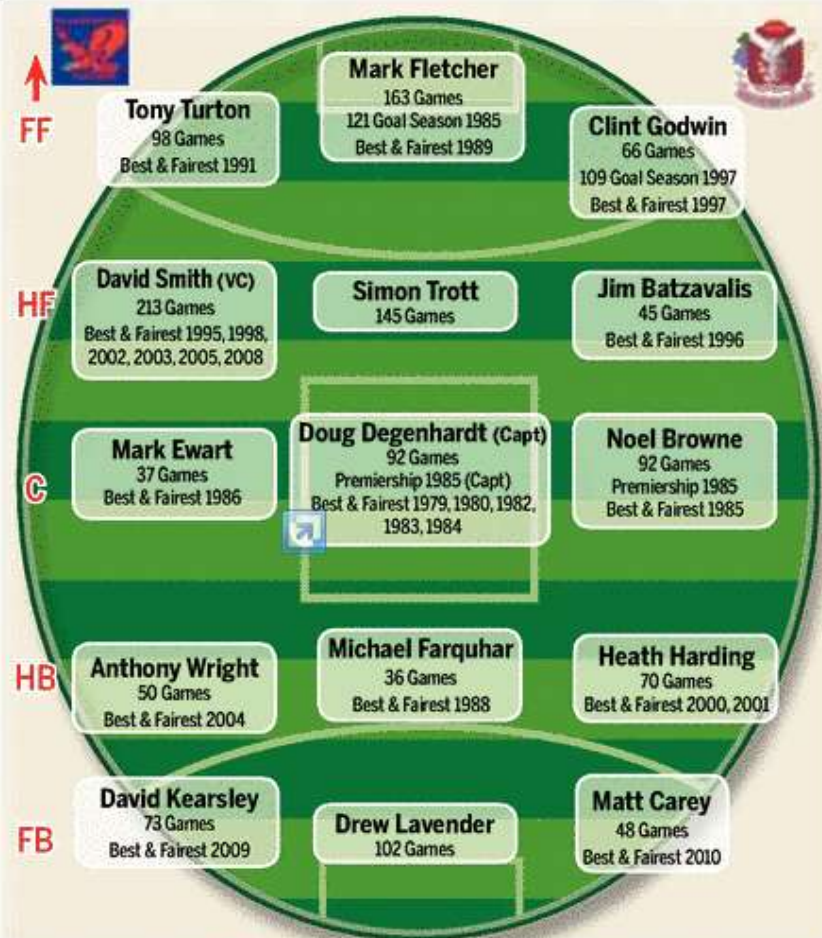 FF
Tony Turton
98 Games
Best & Fairest 1991
Mark Fletcher
163 Games
121 Goal Season 1985
Best & Fairest 1989
Clint Godwin
66 Games
109 Goal Season 1997
Best & Fairest 1997
HF
David Smith (VC)
213 Games
Best & Fairest 1995, 1998,
2002, 2003, 2005, 2008
Simon Trott
145 Games
Jim Batzavalis
45 Games
Best & Fairest 1996
C
Mark Ewart
37 Games
Best & Fairest 1986
Doug Degenhardt (Capt)
92 Games
Premiership 1985 (Capt)
Best & Fairest 1979, 1980, 1982,
1983, 1984
Noel Browne
92 Games
Premiership 1985
Best & Fairest 1985
HB
Anthony Wright
50 Games
Best & Fairest 2004
Michael Farquhar
36 Games
Best & Fairest 1988
Heath Harding
70 Games
Best & Fairest 2000, 2001
FB
David Kearsley
73 Games
Best & Fairest 2009
Drew Lavender
102 Games
Matt Carey
48 Games
Best & Fairest 2010